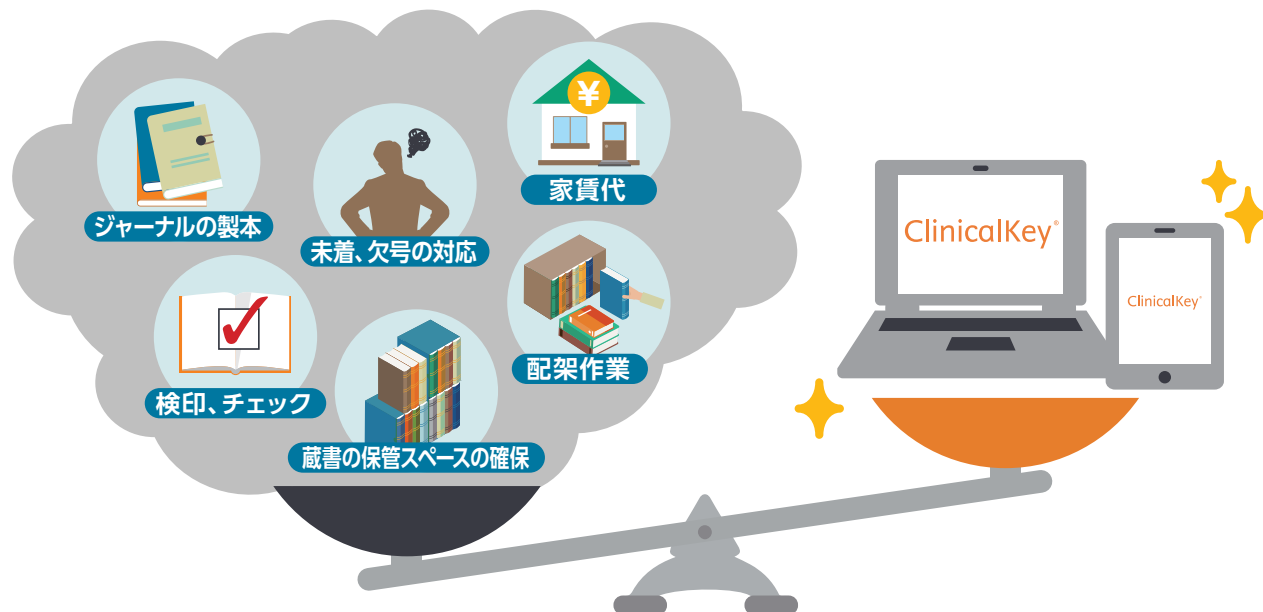 ¥
家賃代
ジャーナルの製本
未着、欠号の対応
検印、チェック
配架作業
蔵書の保管スペースの確保
ClinicalKey®
ClinicalKey®